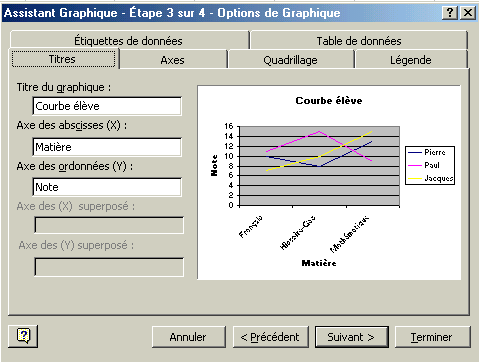 Assistant Graphique - Étape 3 sur 4 - Options de Graphique
Étiquettes de données
Table de données
Titres
Axes
Quadrillage
Légende
Titre du graphique :
Courbe élève
Axe des abscisses (X) :
Matière
Axe des ordonnées (Y) :
Note
Axe des (X) superposé :
Axe des (Y) superposé :
Courbe élève
Note
16
14
12
10
8
6
4
2
0
Français
Histoire-Géo
Mathématiques
Matière
Pierre
Paul
Jacques
Annuler
< Précédent
Suivant >
Terminer